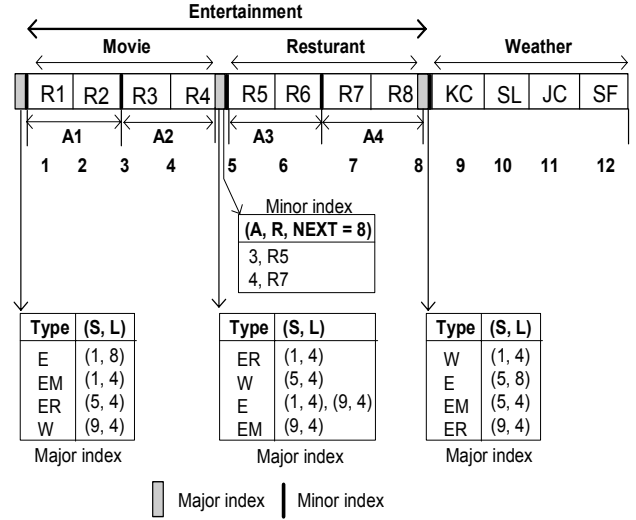 Entertainment
Movie Resturant Weather
R1 R2 R3 R4 R5 R6 R7 R8 KC SL JC SF
A1 A2 A3 A4
1 2 3 4 5 6 7 8 9 10 11 12
Minor index
(A, R, NEXT = 8)
3, R5
4, R7
Type (S, L)
E (1, 8)
EM (1, 4)
ER (5, 4)
W (9, 4)
Major index
Type (S, L)
ER (1, 4)
W (5, 4)
E (1, 4), (9, 4)
EM (9, 4)
Major index
Type (S, L)
W (1, 4)
E (5, 8)
EM (5, 4)
ER (9, 4)
Major index
Major index Minor index